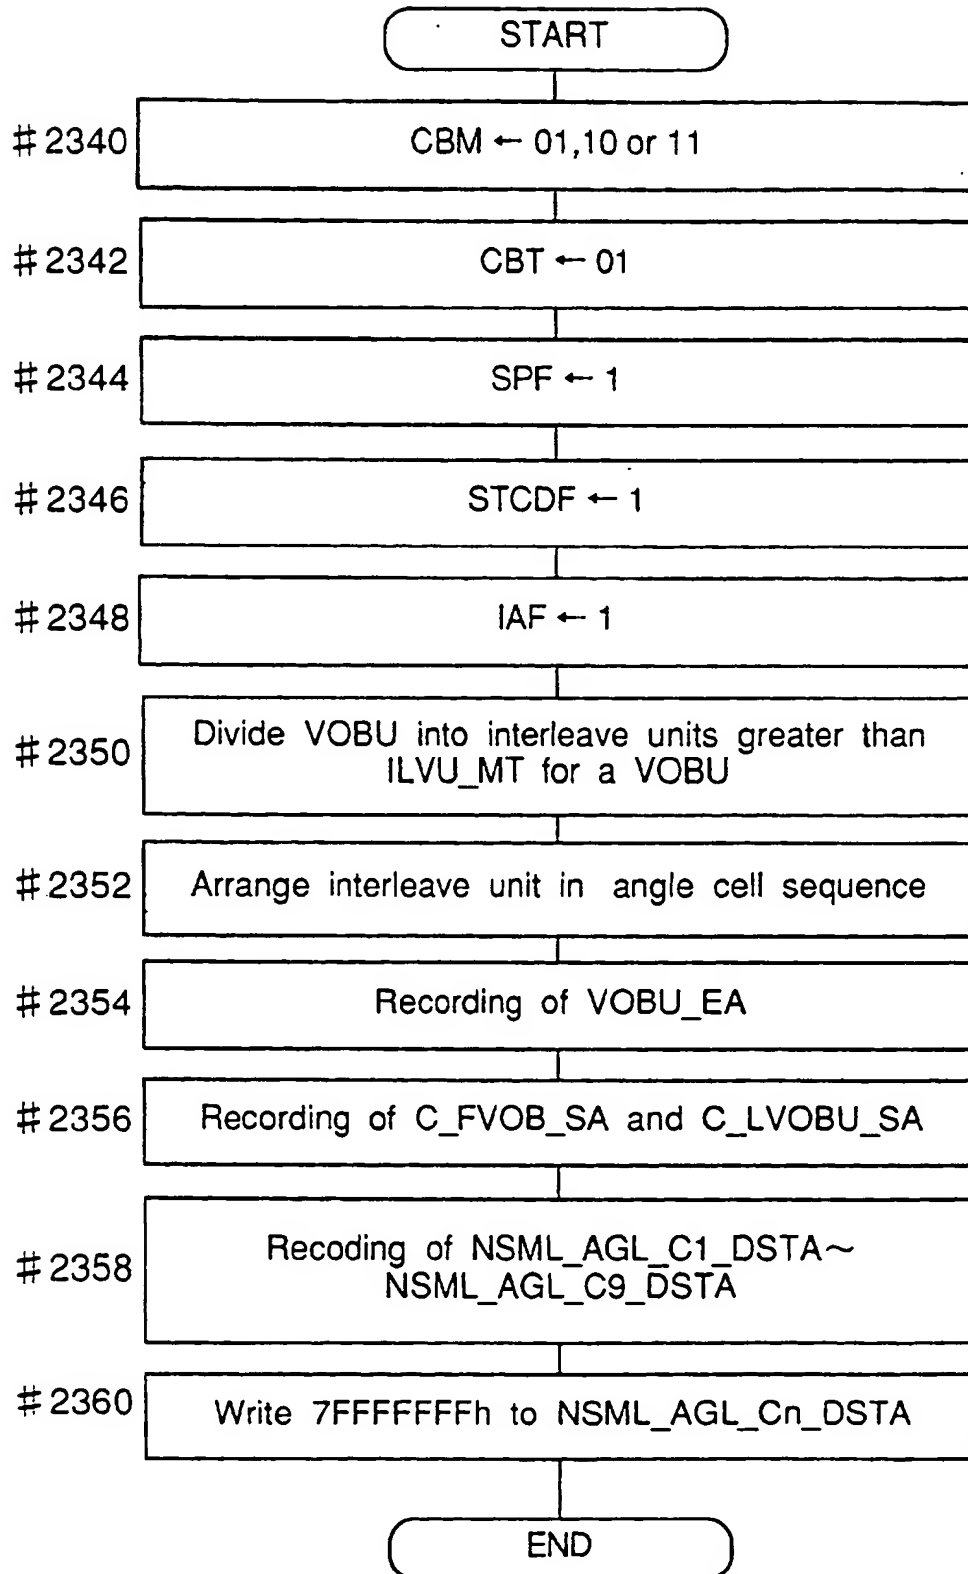 START
#2340 CBM ← 01,10 or 11
#2342 CBT ← 01
#2344 SPF ← 1
#2346 STCDF ← 1
#2348 IAF ← 1
#2350 Divide VOBU into interleave units greater than
ILVU_MT for a VOBU
#2352 Arrange interleave unit in angle cell sequence
#2354 Recording of VOBU_EA
#2356 Recording of C_FVOB_SA and C_LVOBU_SA
#2358 Recoding of NSML_AGL_C1_DSTA~
NSML_AGL_C9_DSTA
#2360 Write 7FFFFFFFh to NSML_AGL_Cn_DSTA
END